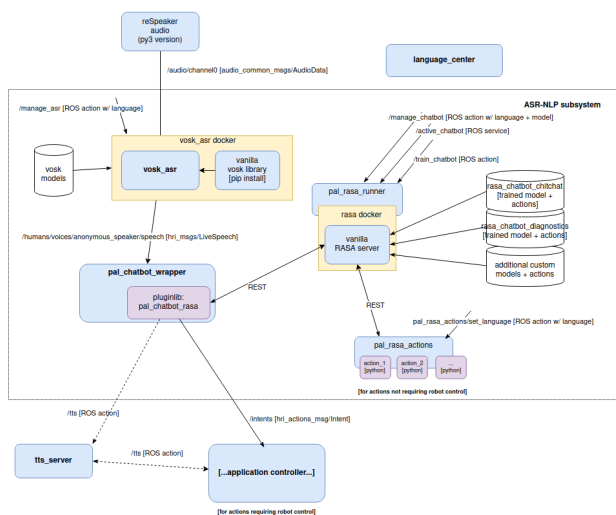 reSpeaker
audio
(py3 version)
language_center
/audio/channel0 [audio_common_msgs/AudioData]
ASR-NLP subsystem
/manage_asr [ROS action w/ language]
/manage_chatbot [ROS action w/ language + model]
/active_chatbot [ROS service]
/train_chatbot [ROS action]
vosk_asr docker
vosk
models
vosk_asr
vanilla
vosk library
[pip install]
pal_rasa_runner
rasa docker
vanilla
RASA server
rasa_chatbot_chitchat
[trained model +
actions]
rasa_chatbot_diagnostics
[trained model + actions]
additional custom
models + actions
/humans/voices/anonymous_speaker/speech [hri_msgs/LiveSpeech]
pal_chatbot_wrapper
pluginlib:
pal_chatbot_rasa
REST
REST
pal_rasa_actions/set_language [ROS action w/ language]
pal_rasa_actions
action_1
[python]
action_2
[python]
...
[python]
[for actions not requiring robot control]
/tts [ROS action]
/intents [hri_actions_msg/Intent]
tts_server
/tts [ROS action]
[...application controller...]
[for actions requiring robot control]